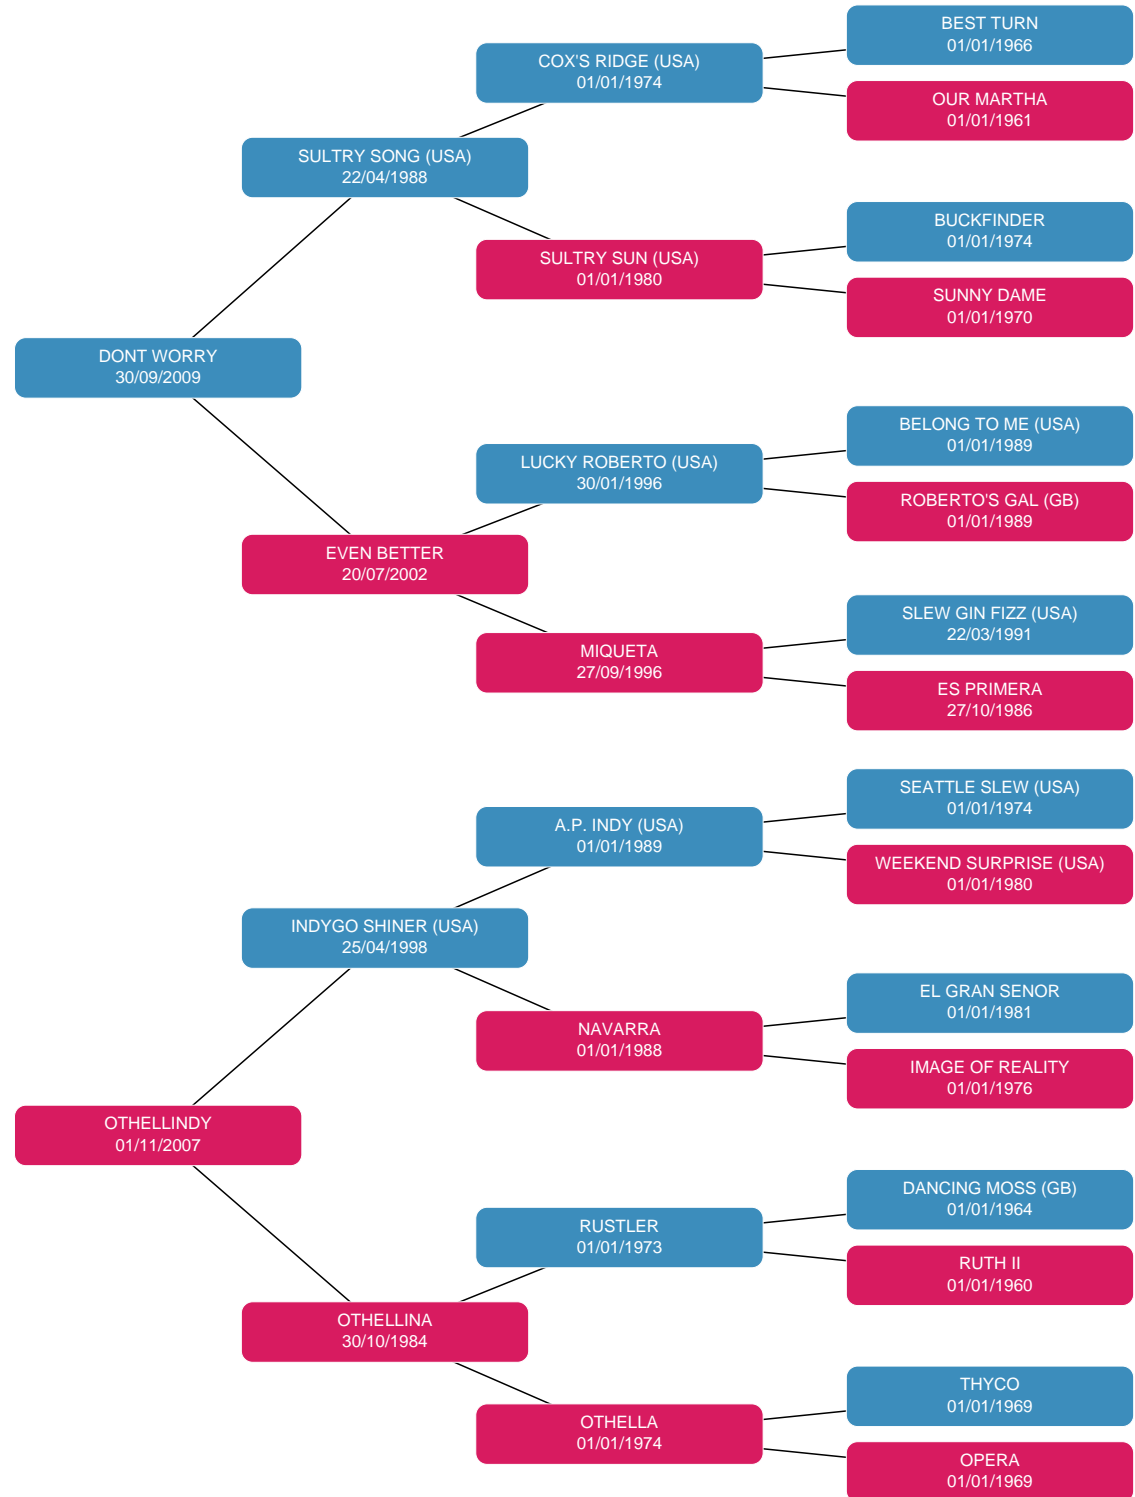 BEST TURN
01/01/1966
COX'S RIDGE (USA)
01/01/1974
OUR MARTHA
01/01/1961
SULTRY SONG (USA)
22/04/1988
BUCKFINDER
01/01/1974
SULTRY SUN (USA)
01/01/1980
SUNNY DAME
01/01/1970
DONT WORRY
30/09/2009
BELONG TO ME (USA)
01/01/1989
LUCKY ROBERTO (USA)
30/01/1996
ROBERTO'S GAL (GB)
01/01/1989
EVEN BETTER
20/07/2002
SLEW GIN FIZZ (USA)
22/03/1991
MIQUETA
27/09/1996
ES PRIMERA
27/10/1986
SEATTLE SLEW (USA)
01/01/1974
A.P. INDY (USA)
01/01/1989
WEEKEND SURPRISE (USA)
01/01/1980
INDYGO SHINER (USA)
25/04/1998
EL GRAN SENOR
01/01/1981
NAVARRA
01/01/1988
IMAGE OF REALITY
01/01/1976
OTHELLINDY
01/11/2007
DANCING MOSS (GB)
01/01/1964
RUSTLER
01/01/1973
RUTH II
01/01/1960
OTHELLINA
30/10/1984
THYCO
01/01/1969
OTHELLA
01/01/1974
OPERA
01/01/1969